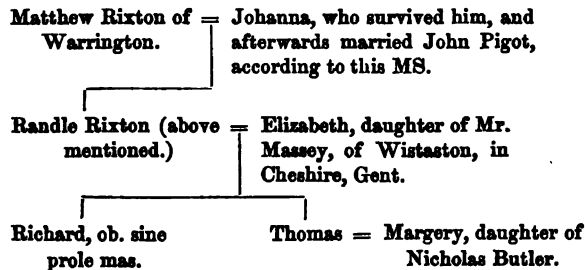 Matthew Rixton of = Johanna, who survived him, and
Warrington. afterwards married John Pigot,
according to this MS.
Randle Rixton (above = Elizabeth, daughter of Mr.
mentioned.) Massey, of Wistaston, in
Cheshire, Gent.
Richard, ob. sine Thomas = Margery, daughter of
prole mas. Nicholas Butler.